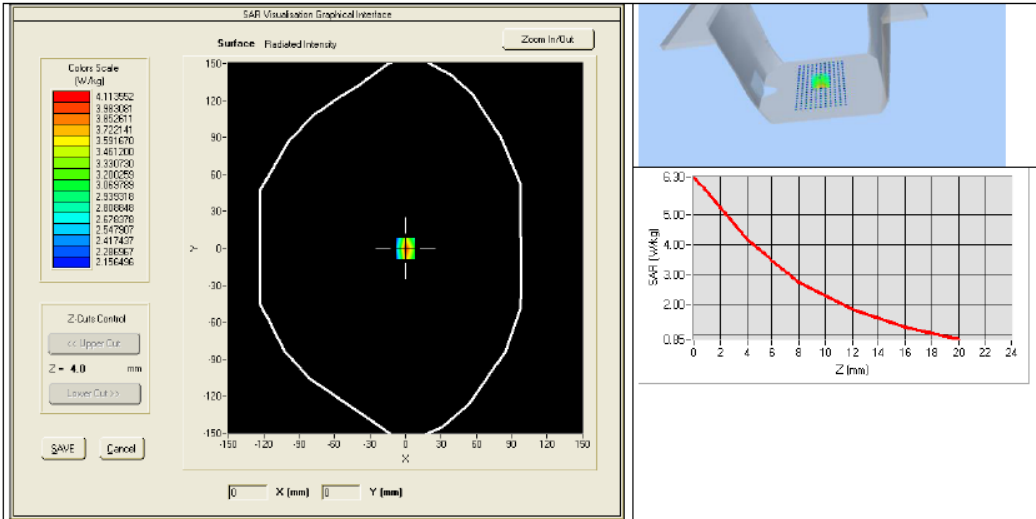 SAR Visualisation Graphical Interface
Surface Radiated Intensity
Zoom In/Out
Colors Scale
(W/kg)
4.113552
3.983081
3.852611
3.722141
3.591670
3.461200
3.330730
3.200259
3.069789
2.939318
2.808848
2.678378
2.547907
2.417437
2.286967
2.156496
Z-Cuts Control
<< Upper Cut
Z = 4.0 mm
Lower Cut >>
SAVE Cancel
150
120
90
60
30
0
-30
-60
-90
-120
-150
Y
-150 -120 -90 -60 -30 0 30 60 90 120 150
X
0 X (mm) 0 Y (mm)
6.30
5.00
4.00
3.00
2.00
0.85
SAR (W/kg)
0 2 4 6 8 10 12 14 16 18 20 22 24
Z (mm)